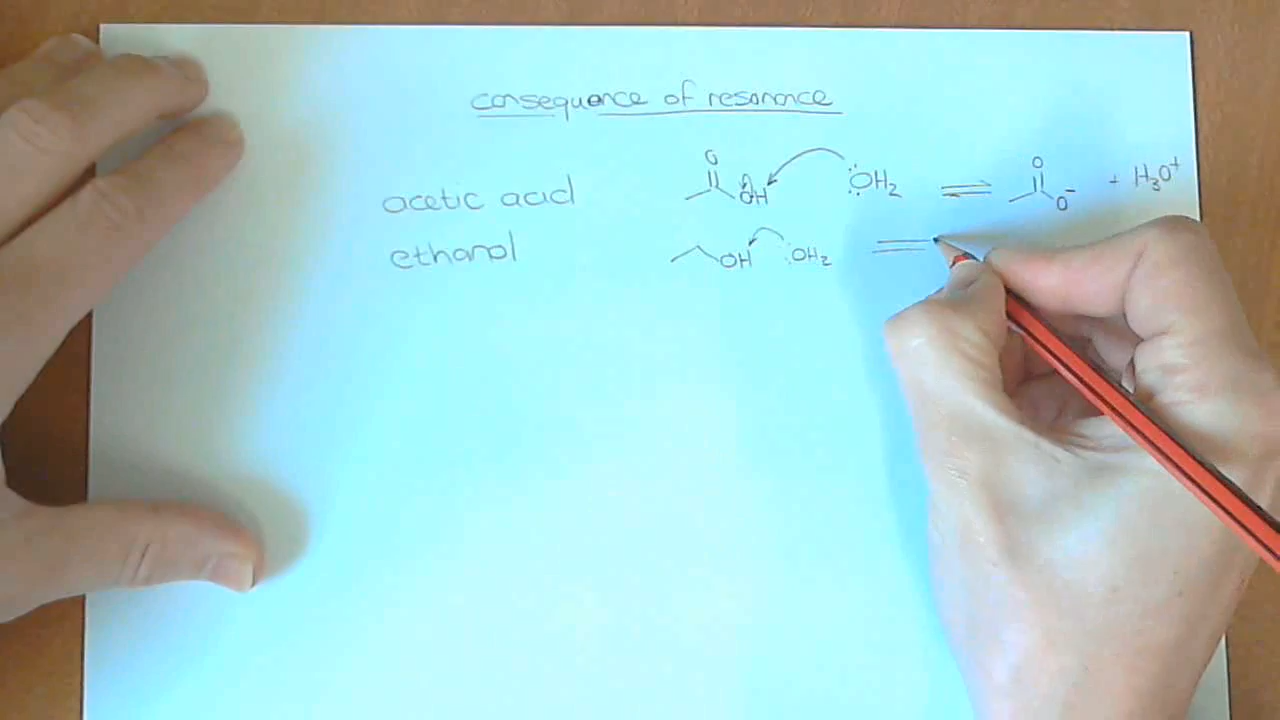 consequence of resonance
acetic acid O OH :OH₂ ⇌ O O⁻ + H₃O⁺
ethanol OH :OH₂